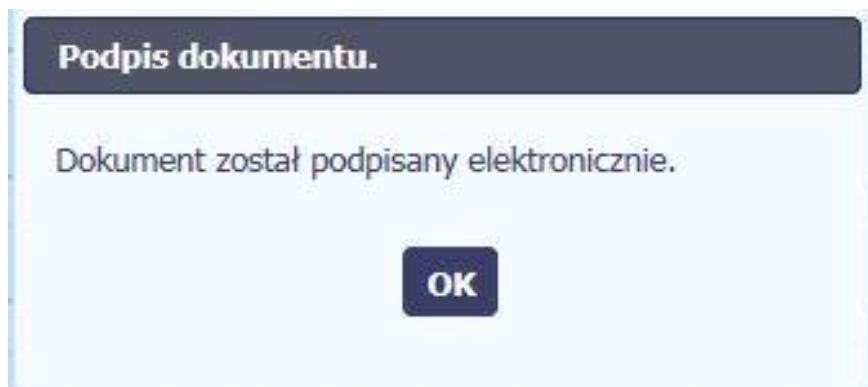 Podpis dokumentu.
Dokument został podpisany elektronicznie.
OK